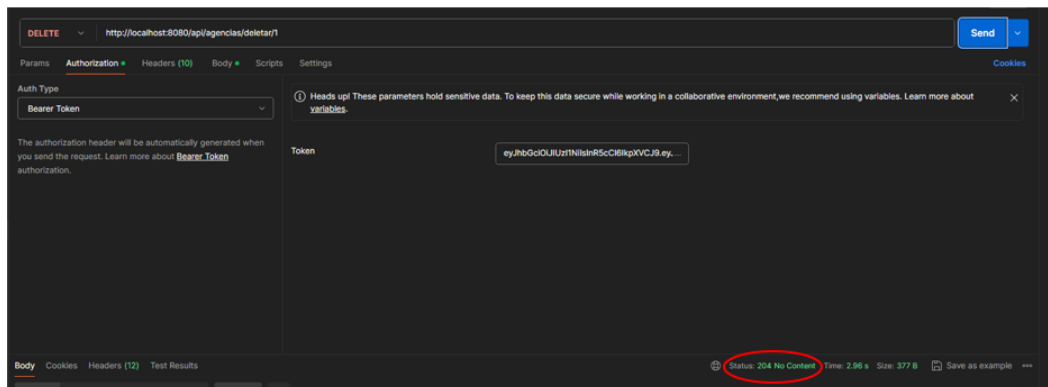 DELETE http://localhost:8080/api/agencias/deletar/1 Send
Params Authorization Headers (10) Body Scripts Settings Cookies
Auth Type
Bearer Token
The authorization header will be automatically generated when
you send the request. Learn more about Bearer Token
authorization.
Heads up! These parameters hold sensitive data. To keep this data secure while working in a collaborative environment,we recommend using variables. Learn more about
variables.
Token eyJhbGciOiJIUzI1NiIsInR5cCI6IkpXVCJ9.ey. ...
Body Cookies Headers (12) Test Results Status: 204 No Content Time: 2.96 s Size: 377 B Save as example